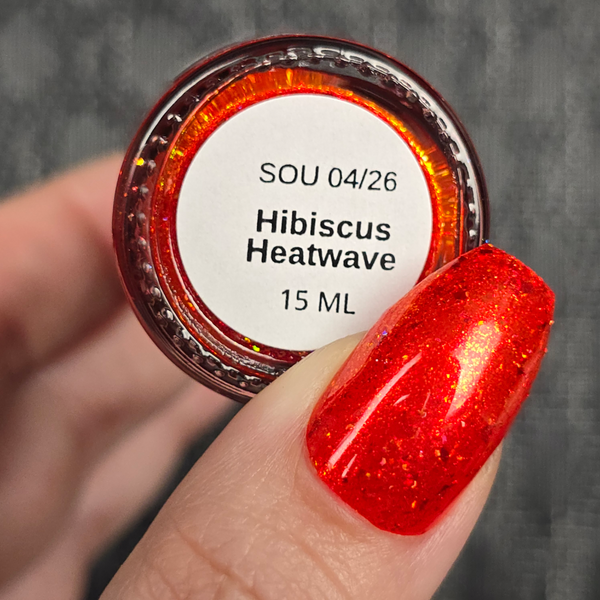 SOU 04/26
Hibiscus
Heatwave
15 ML